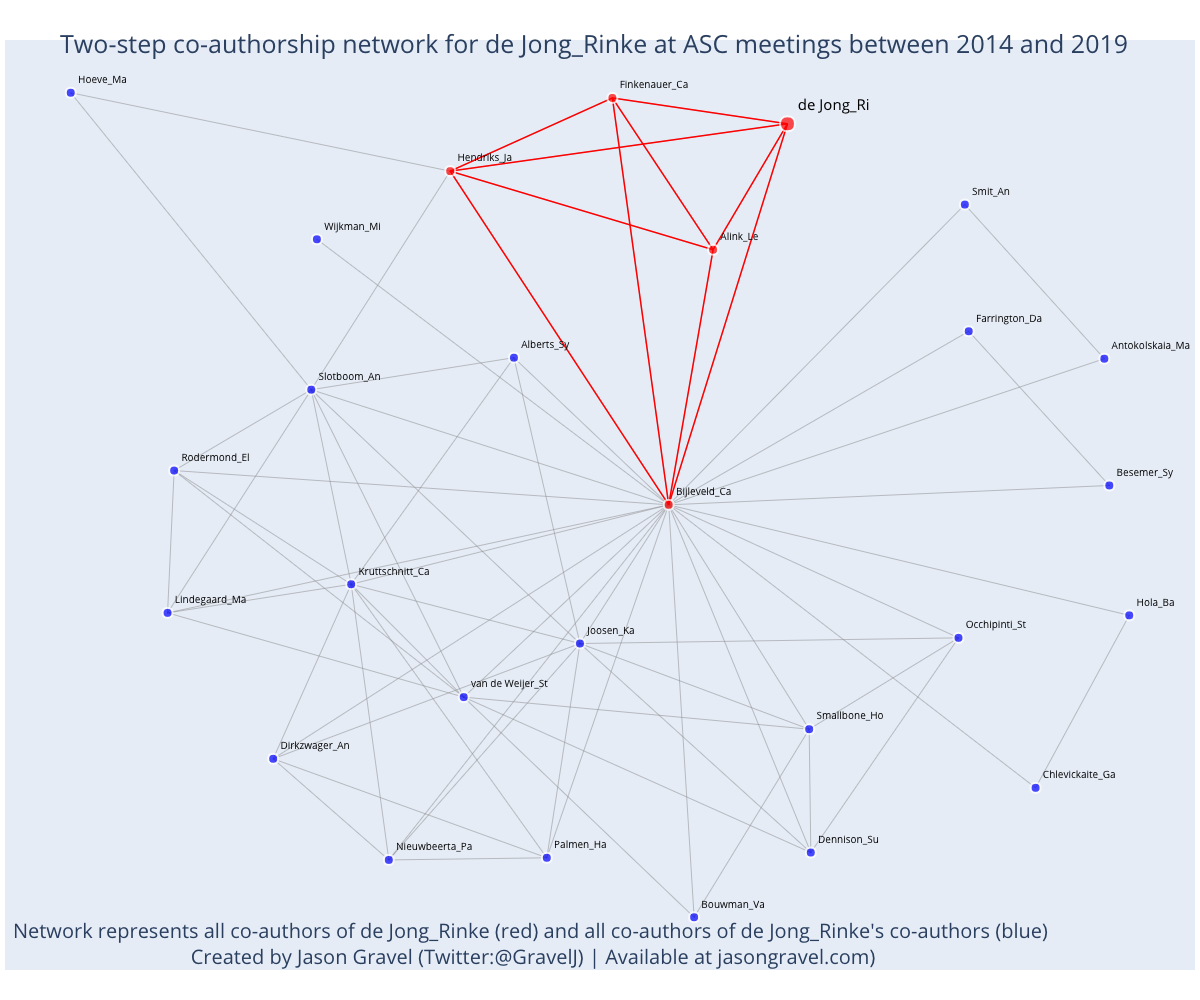 Two-step co-authorship network for de Jong_Rinke at ASC meetings between 2014 and 2019
Hoeve_Ma
Finkenauer_Ca
de Jong_Ri
Hendriks_Ja
Smit_An
Wijkman_Mi
Alink_Le
Farrington_Da
Alberts_Sy
Antokolskaia_Ma
Slotboom_An
Rodermond_El
Besemer_Sy
Bijleveld_Ca
Kruttschnitt_Ca
Lindegaard_Ma
Hola_Ba
Joosen_Ka
Occhipinti_St
van de Weijer_St
Smallbone_Ho
Dirkzwager_An
Chlevickaite_Ga
Nieuwbeerta_Pa
Palmen_Ha
Dennison_Su
Bouwman_Va
Network represents all co-authors of de Jong_Rinke (red) and all co-authors of de Jong_Rinke's co-authors (blue)
Created by Jason Gravel (Twitter:@GravelJ) | Available at jasongravel.com)